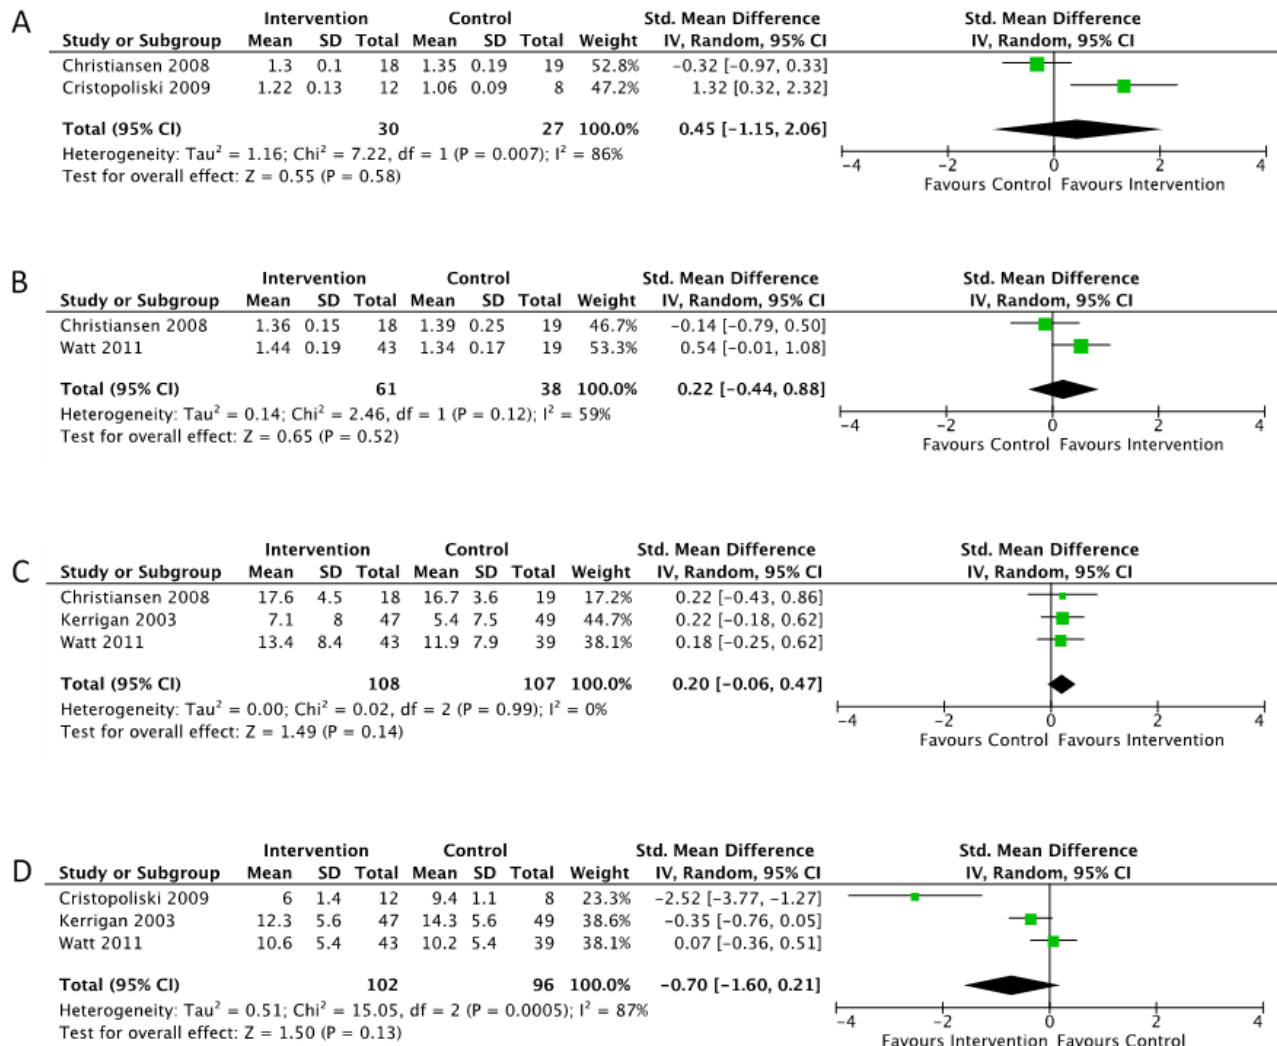 A
Intervention Control Std. Mean Difference Std. Mean Difference
Study or Subgroup Mean SD Total Mean SD Total Weight IV, Random, 95% CI IV, Random, 95% CI
Christiansen 2008 1.3 0.1 18 1.35 0.19 19 52.8% −0.32 [−0.97, 0.33]
Cristopoliski 2009 1.22 0.13 12 1.06 0.09 8 47.2% 1.32 [0.32, 2.32]
Total (95% CI) 30 27 100.0% 0.45 [−1.15, 2.06]
Heterogeneity: Tau² = 1.16; Chi² = 7.22, df = 1 (P = 0.007); I² = 86%
Test for overall effect: Z = 0.55 (P = 0.58)
−4 −2 0 2 4
Favours Control Favours Intervention
B
Intervention Control Std. Mean Difference Std. Mean Difference
Study or Subgroup Mean SD Total Mean SD Total Weight IV, Random, 95% CI IV, Random, 95% CI
Christiansen 2008 1.36 0.15 18 1.39 0.25 19 46.7% −0.14 [−0.79, 0.50]
Watt 2011 1.44 0.19 43 1.34 0.17 19 53.3% 0.54 [−0.01, 1.08]
Total (95% CI) 61 38 100.0% 0.22 [−0.44, 0.88]
Heterogeneity: Tau² = 0.14; Chi² = 2.46, df = 1 (P = 0.12); I² = 59%
Test for overall effect: Z = 0.65 (P = 0.52)
−4 −2 0 2 4
Favours Control Favours Intervention
C
Intervention Control Std. Mean Difference Std. Mean Difference
Study or Subgroup Mean SD Total Mean SD Total Weight IV, Random, 95% CI IV, Random, 95% CI
Christiansen 2008 17.6 4.5 18 16.7 3.6 19 17.2% 0.22 [−0.43, 0.86]
Kerrigan 2003 7.1 8 47 5.4 7.5 49 44.7% 0.22 [−0.18, 0.62]
Watt 2011 13.4 8.4 43 11.9 7.9 39 38.1% 0.18 [−0.25, 0.62]
Total (95% CI) 108 107 100.0% 0.20 [−0.06, 0.47]
Heterogeneity: Tau² = 0.00; Chi² = 0.02, df = 2 (P = 0.99); I² = 0%
Test for overall effect: Z = 1.49 (P = 0.14)
−4 −2 0 2 4
Favours Control Favours Intervention
D
Intervention Control Std. Mean Difference Std. Mean Difference
Study or Subgroup Mean SD Total Mean SD Total Weight IV, Random, 95% CI IV, Random, 95% CI
Cristopoliski 2009 6 1.4 12 9.4 1.1 8 23.3% −2.52 [−3.77, −1.27]
Kerrigan 2003 12.3 5.6 47 14.3 5.6 49 38.6% −0.35 [−0.76, 0.05]
Watt 2011 10.6 5.4 43 10.2 5.4 39 38.1% 0.07 [−0.36, 0.51]
Total (95% CI) 102 96 100.0% −0.70 [−1.60, 0.21]
Heterogeneity: Tau² = 0.51; Chi² = 15.05, df = 2 (P = 0.0005); I² = 87%
Test for overall effect: Z = 1.50 (P = 0.13)
−4 −2 0 2 4
Favours Intervention Favours Control